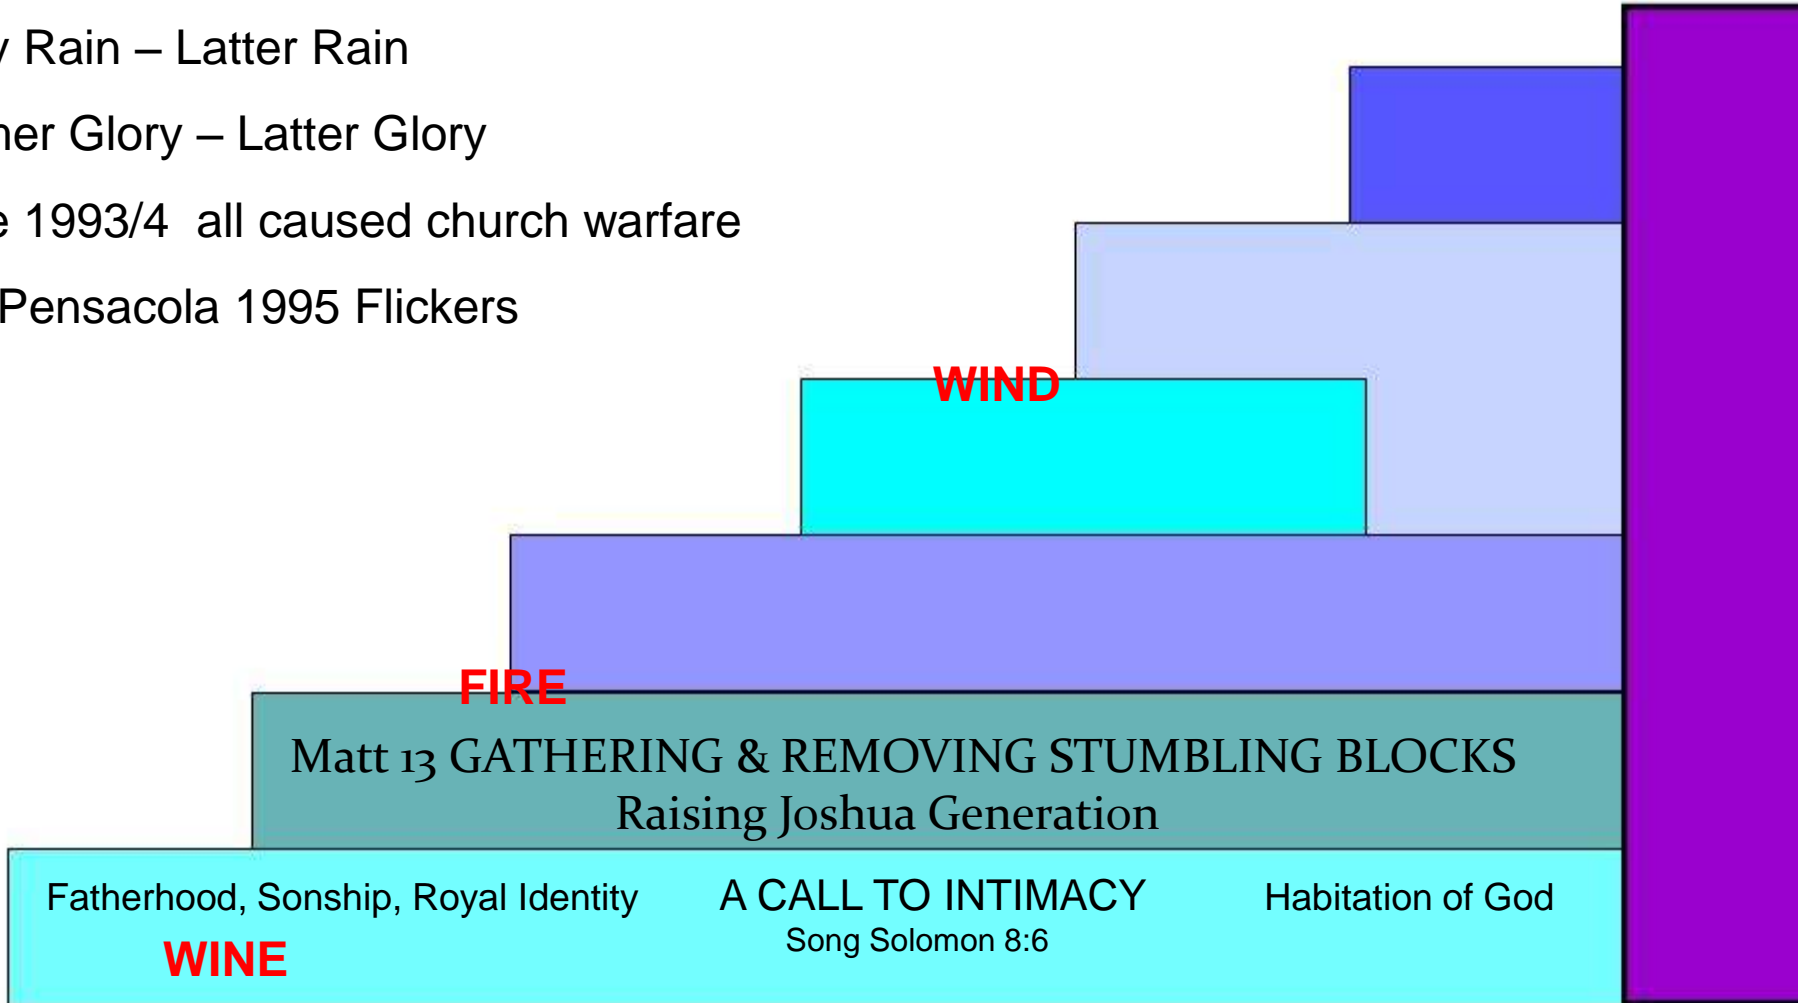 Rain – Latter Rain
Glory – Latter Glory
1993/4 all caused church warfare
Pensacola 1995 Flickers
WIND
FIRE
Matt 13 GATHERING & REMOVING STUMBLING BLOCKS
Raising Joshua Generation
Fatherhood, Sonship, Royal Identity A CALL TO INTIMACY Habitation of God
Song Solomon 8:6
WINE